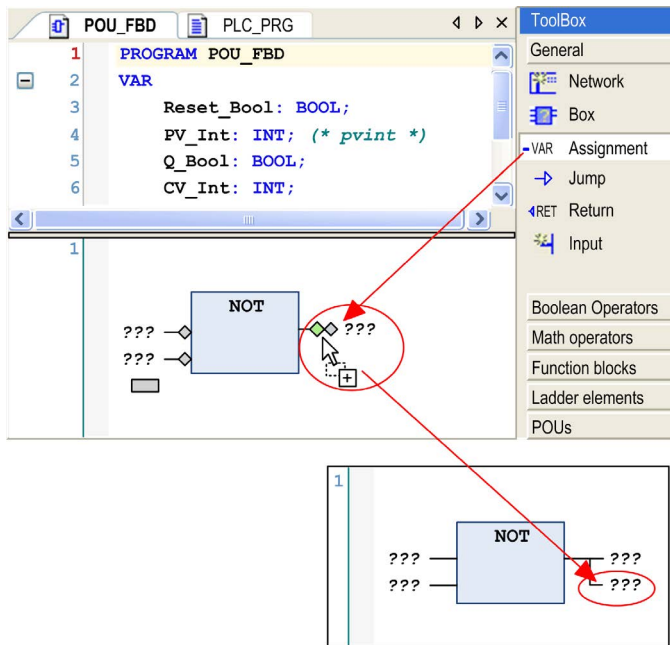 POU_FBD PLC_PRG
1 PROGRAM POU_FBD
2 VAR
3 Reset_Bool: BOOL;
4 PV_Int: INT; (* pvint *)
5 Q_Bool: BOOL;
6 CV_Int: INT;
1
NOT
??? ???
???
ToolBox
General
Network
Box
VAR Assignment
Jump
RET Return
Input
Boolean Operators
Math operators
Function blocks
Ladder elements
POUs
1
NOT
??? ???
??? ???